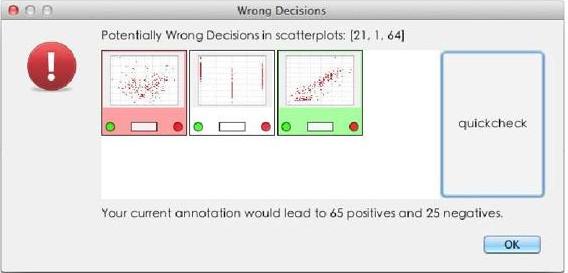 Wrong Decisions
Potentially Wrong Decisions in scatterplots: [21, 1, 64]
quickcheck
Your current annotation would lead to 65 positives and 25 negatives.
OK